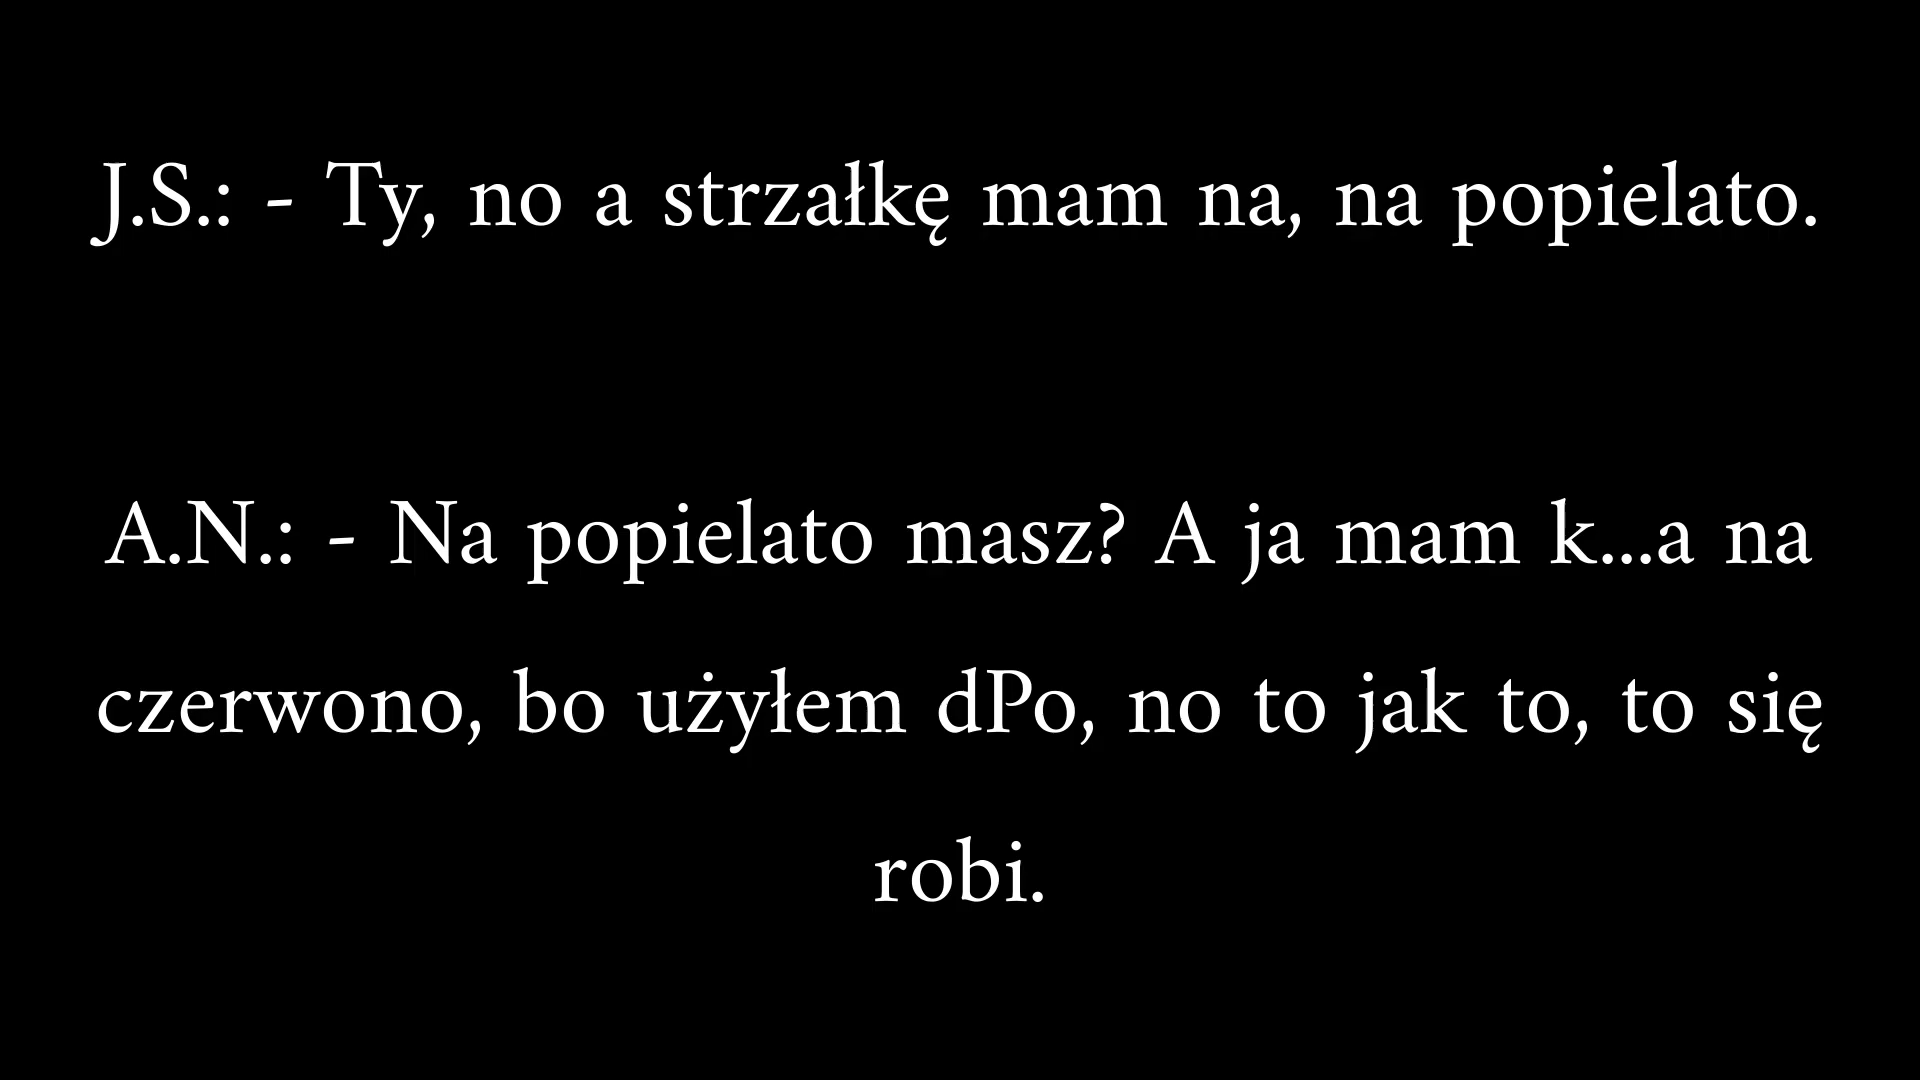 J.S.: - Ty, no a strzałkę mam na, na popielato.
A.N.: - Na popielato masz? A ja mam k...a na
czerwono, bo użyłem dPo, no to jak to, to się
robi.